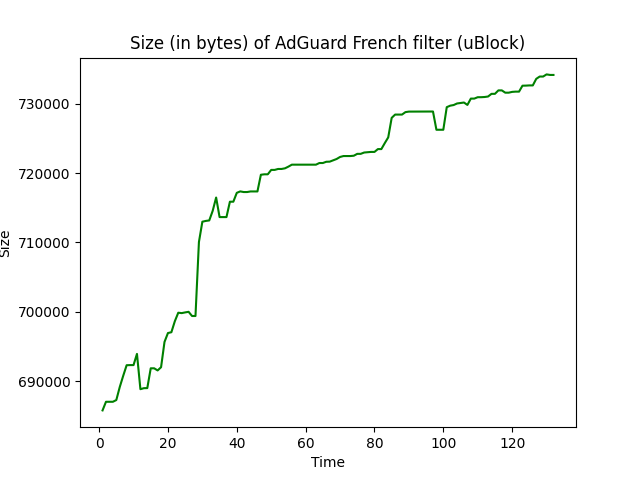 Size (in bytes) of AdGuard French filter (uBlock)
730000
720000
710000
700000
690000
Size
0 20 40 60 80 100 120
Time